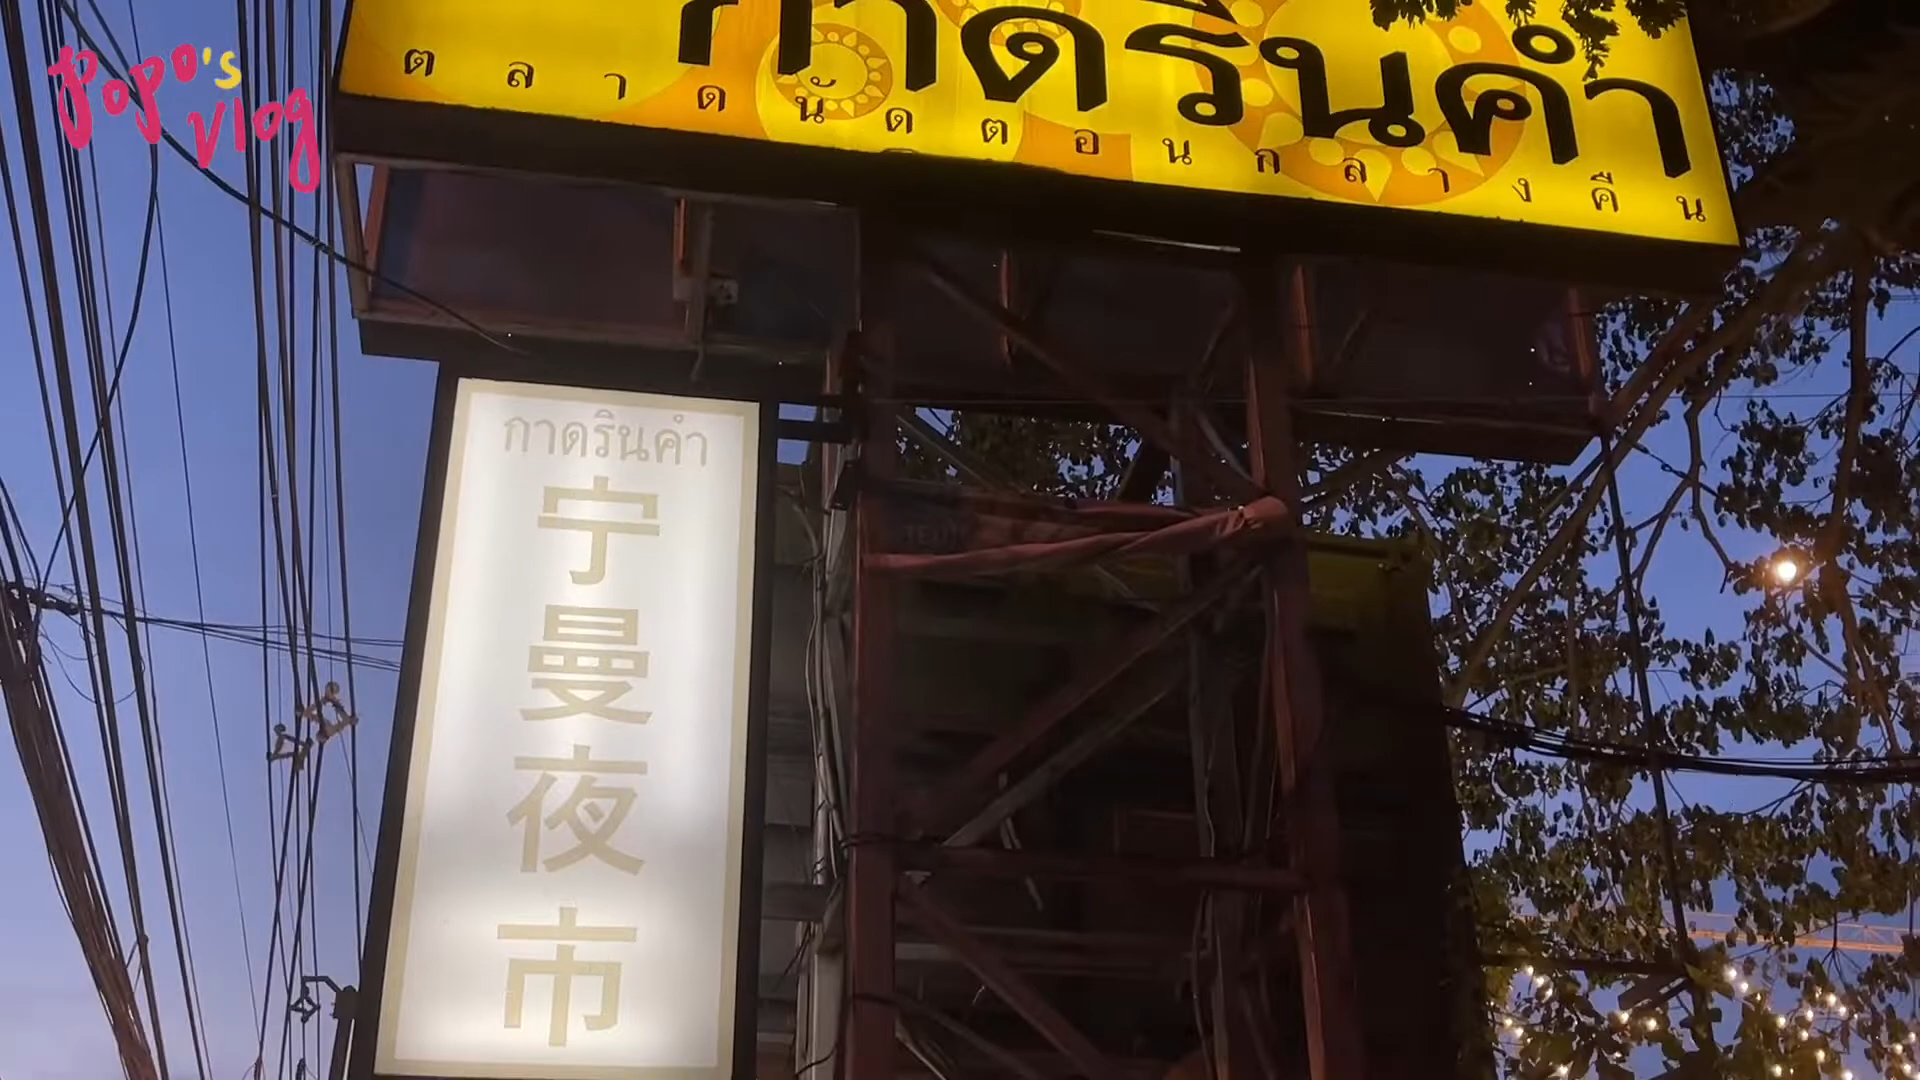 Popo's
vlog
กาดรินคำ
ตลาดนัดตอนกลางคืน
กาดรินคำ
宁曼夜市